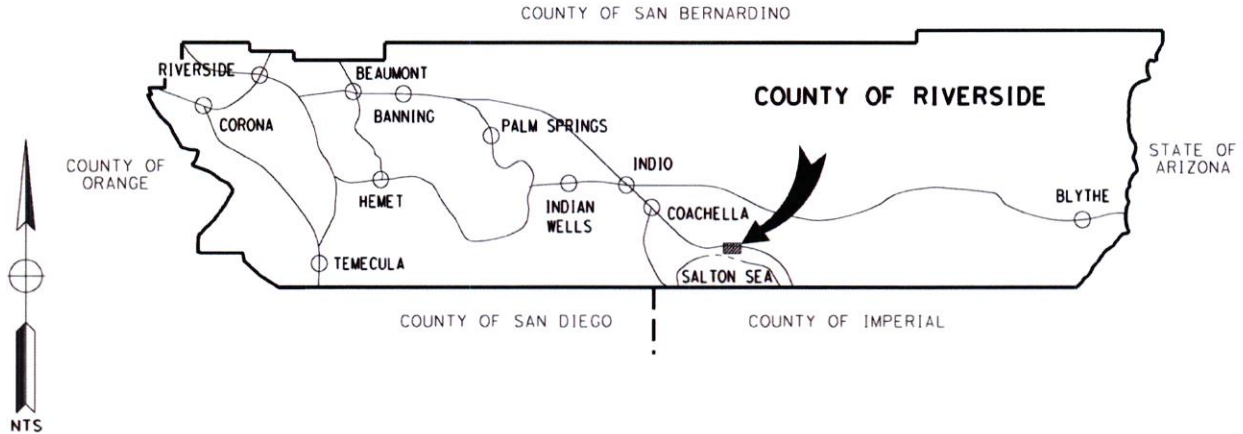 COUNTY OF SAN BERNARDINO
RIVERSIDE
BEAUMONT
COUNTY OF RIVERSIDE
CORONA
BANNING
PALM SPRINGS
STATE OF
ARIZONA
COUNTY OF
ORANGE
INDIO
HEMET
INDIAN
WELLS
COACHELLA
BLYTHE
TEMECULA
SALTON SEA
COUNTY OF SAN DIEGO
COUNTY OF IMPERIAL
NTS